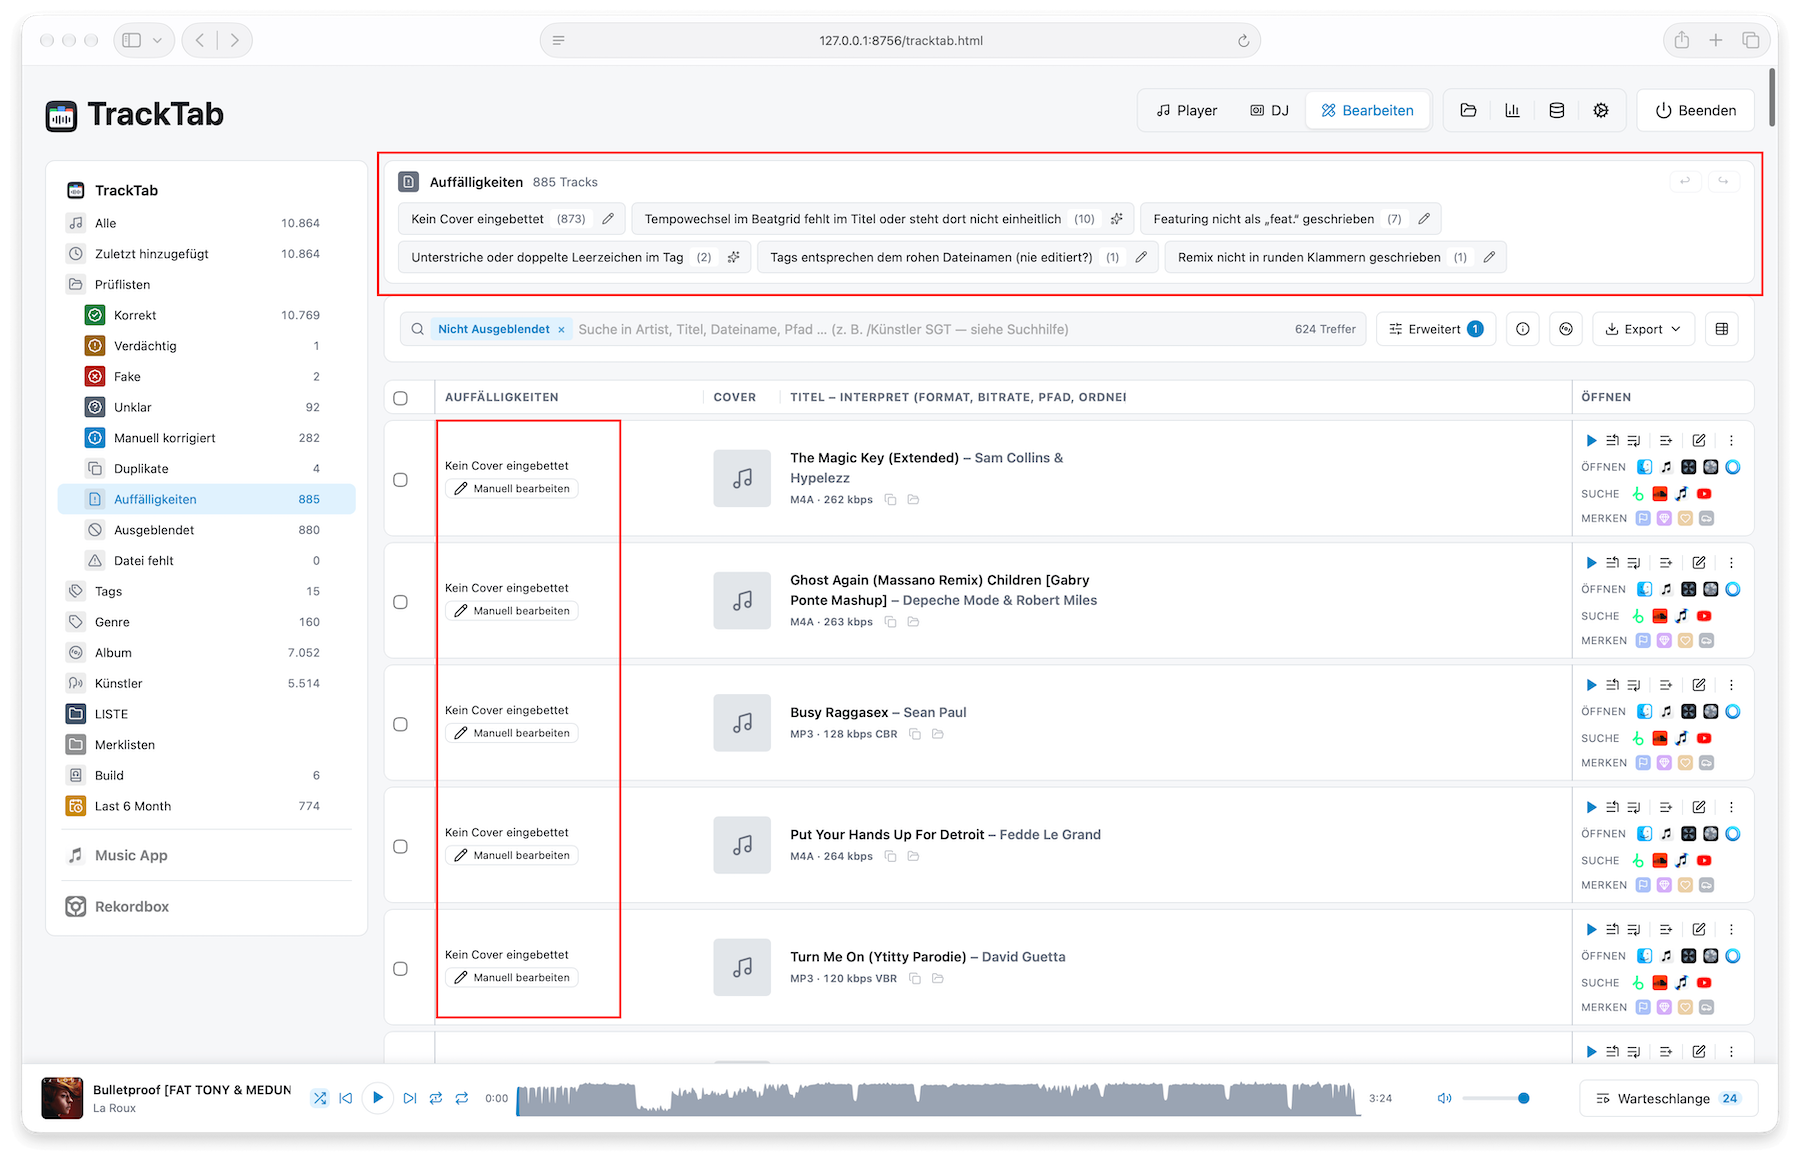 127.0.0.1:8756/tracktab.html
TrackTab
Player
DJ
Bearbeiten
Beenden
TrackTab
Alle 10.864
Zuletzt hinzugefügt 10.864
Prüflisten
Korrekt 10.769
Verdächtig 1
Fake 2
Unklar 92
Manuell korrigiert 282
Duplikate 4
Auffälligkeiten 885
Ausgeblendet 880
Datei fehlt 0
Tags 15
Genre 160
Album 7.052
Künstler 5.514
LISTE
Merklisten
Build 6
Last 6 Month 774
Music App
Rekordbox
Auffälligkeiten 885 Tracks
Kein Cover eingebettet (873)
Tempowechsel im Beatgrid fehlt im Titel oder steht dort nicht einheitlich (10)
Featuring nicht als „feat.“ geschrieben (7)
Unterstriche oder doppelte Leerzeichen im Tag (2)
Tags entsprechen dem rohen Dateinamen (nie editiert?) (1)
Remix nicht in runden Klammern geschrieben (1)
Nicht Ausgeblendet × Suche in Artist, Titel, Dateiname, Pfad ... (z. B. /Künstler SGT — siehe Suchhilfe) 624 Treffer
Erweitert 1
Export
AUFFÄLLIGKEITEN COVER TITEL – INTERPRET (FORMAT, BITRATE, PFAD, ORDNEI ÖFFNEN
Kein Cover eingebettet
Manuell bearbeiten
The Magic Key (Extended) – Sam Collins &
Hypelezz
M4A · 262 kbps
ÖFFNEN
SUCHE
MERKEN
Kein Cover eingebettet
Manuell bearbeiten
Ghost Again (Massano Remix) Children [Gabry
Ponte Mashup] – Depeche Mode & Robert Miles
M4A · 263 kbps
ÖFFNEN
SUCHE
MERKEN
Kein Cover eingebettet
Manuell bearbeiten
Busy Raggasex – Sean Paul
MP3 · 128 kbps CBR
ÖFFNEN
SUCHE
MERKEN
Kein Cover eingebettet
Manuell bearbeiten
Put Your Hands Up For Detroit – Fedde Le Grand
M4A · 264 kbps
ÖFFNEN
SUCHE
MERKEN
Kein Cover eingebettet
Manuell bearbeiten
Turn Me On (Ytitty Parodie) – David Guetta
MP3 · 120 kbps VBR
ÖFFNEN
SUCHE
MERKEN
Bulletproof [FAT TONY & MEDUN
La Roux
0:00
3:24
Warteschlange 24